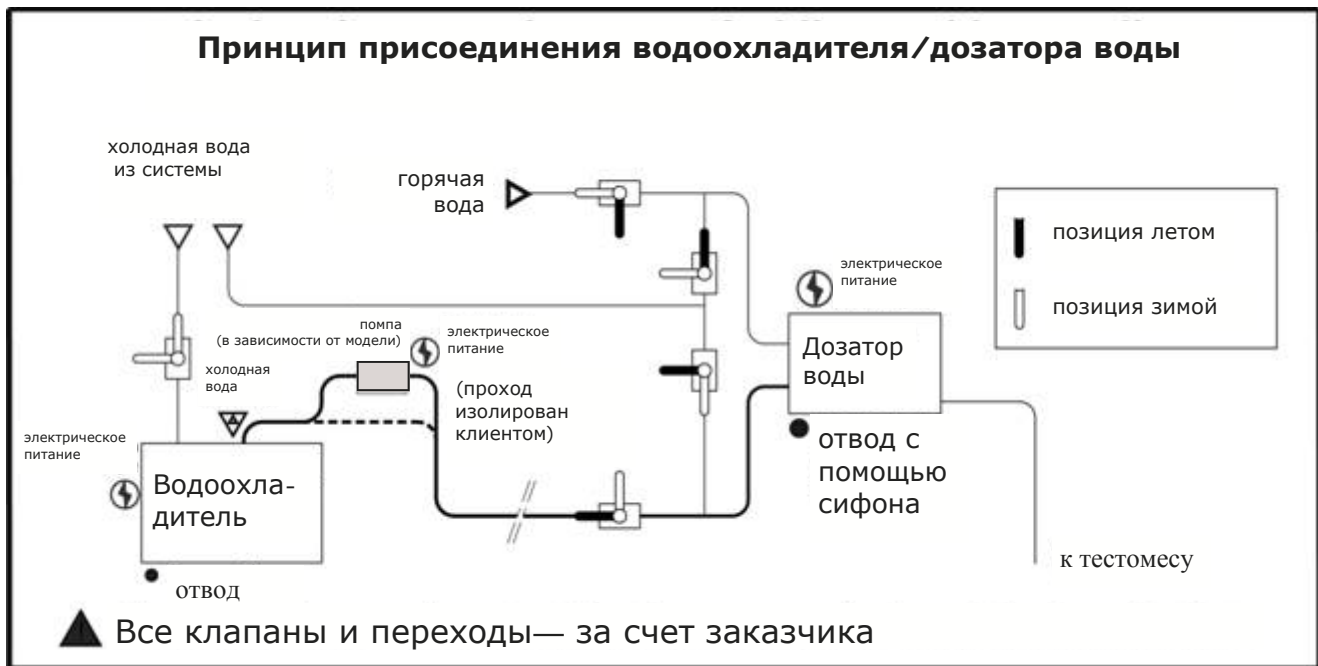 Принцип присоединения водоохладителя/дозатора воды
холодная вода
из системы
горячая
вода
позиция летом
позиция зимой
электрическое
питание
помпа
(в зависимости от модели)
электрическое
питание
холодная
вода
(проход
изолирован
клиентом)
Дозатор
воды
электрическое
питание
Водоохла-
дитель
отвод с
помощью
сифона
к тестомесу
отвод
Все клапаны и переходы— за счет заказчика